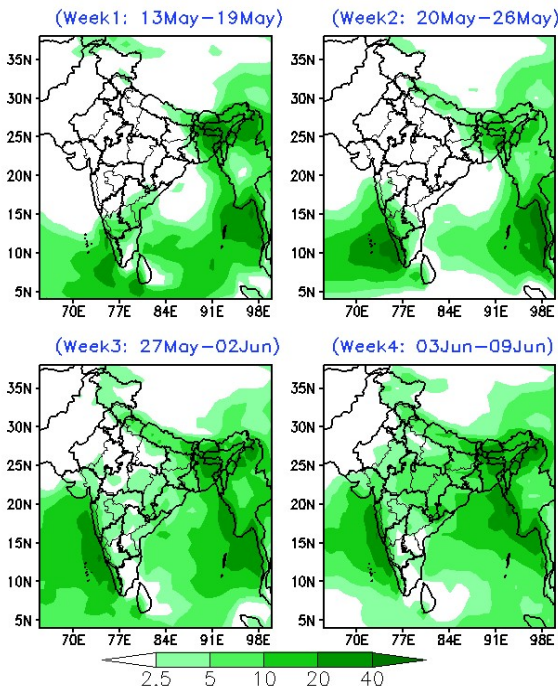 (Week1: 13May–19May)
(Week2: 20May–26May)
35N
30N
25N
20N
15N
10N
5N
70E 77E 84E 91E 98E
35N
30N
25N
20N
15N
10N
5N
70E 77E 84E 91E 98E
(Week3: 27May–02Jun)
(Week4: 03Jun–09Jun)
35N
30N
25N
20N
15N
10N
5N
70E 77E 84E 91E 98E
35N
30N
25N
20N
15N
10N
5N
70E 77E 84E 91E 98E
2.5 5 10 20 40